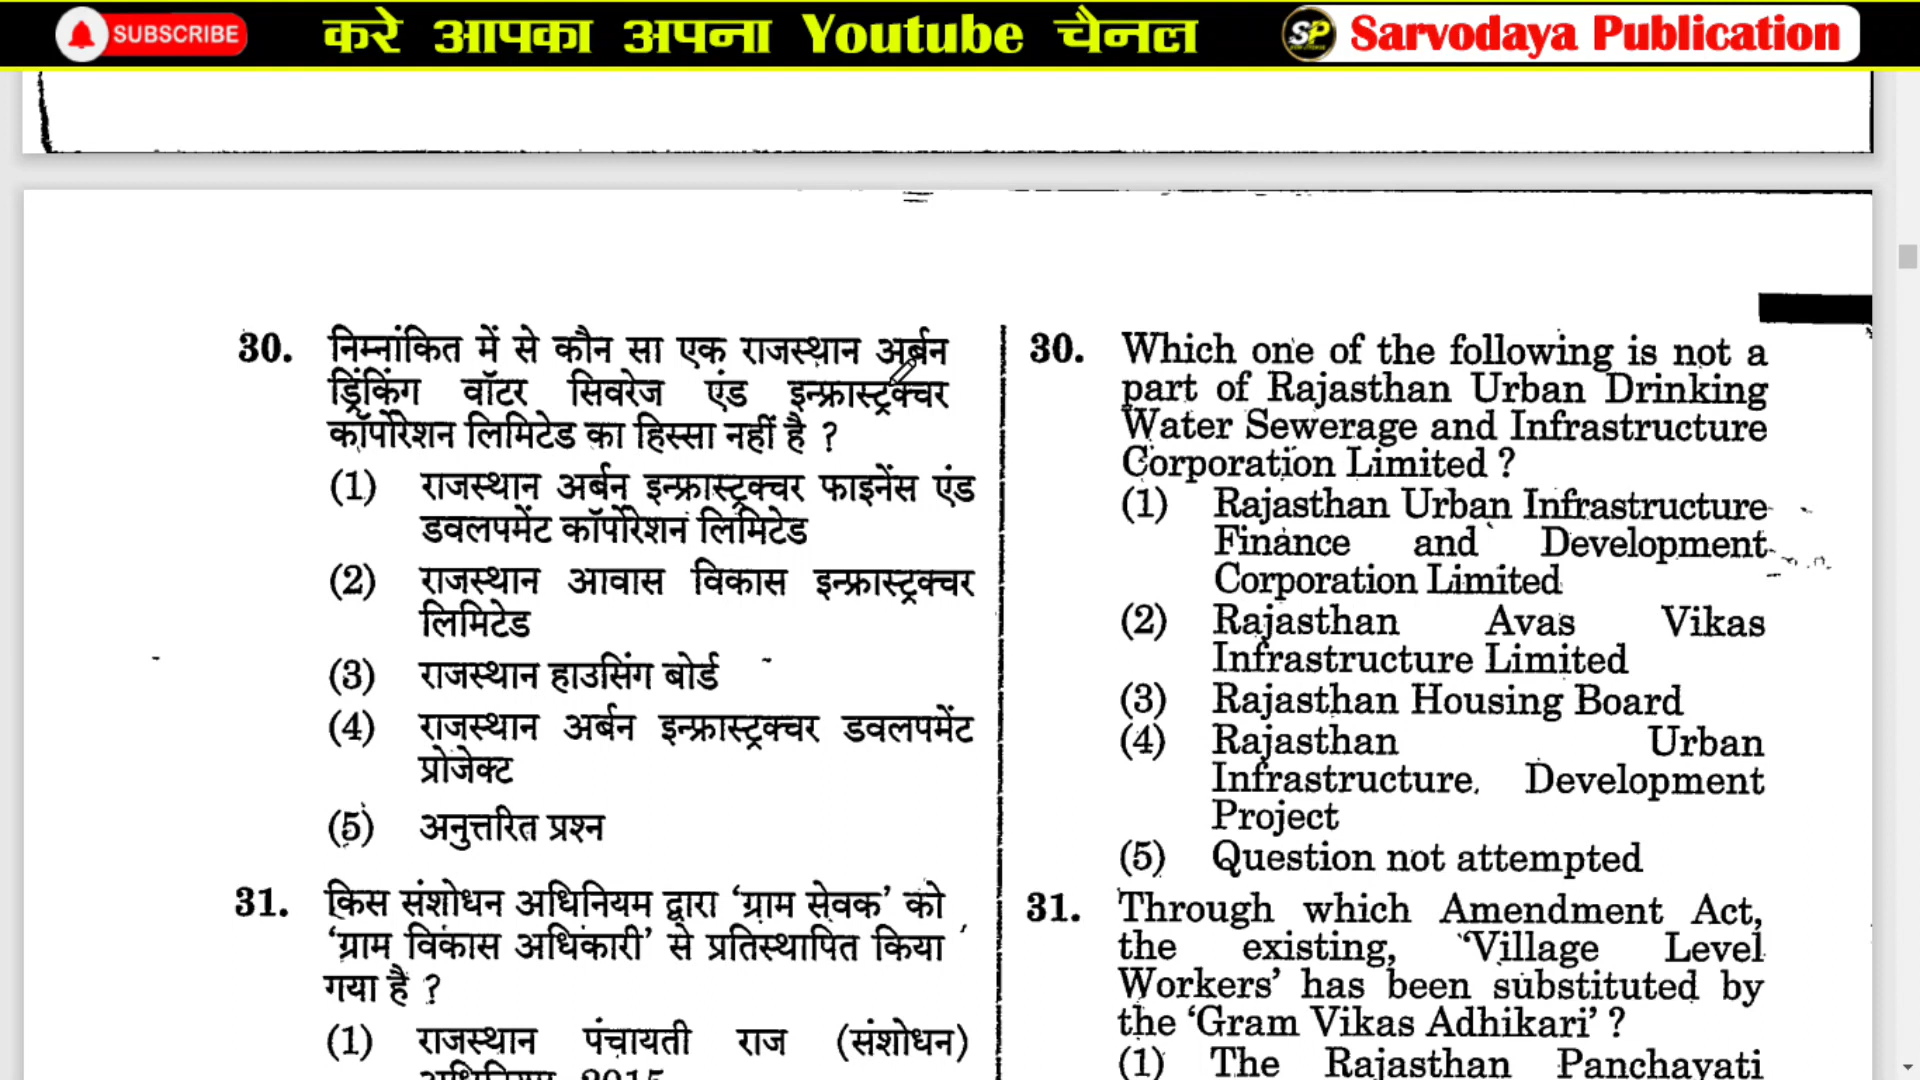 SUBSCRIBE करे आपका अपना Youtube चैनल SP Sarvodaya Publication
30. निम्नांकित में से कौन सा एक राजस्थान अर्बन
ड्रिंकिंग वॉटर सिवरेज एंड इन्फ्रास्ट्रक्चर
कॉर्पोरेशन लिमिटेड का हिस्सा नहीं है ?
(1) राजस्थान अर्बन इन्फ्रास्ट्रक्चर फाइनेंस एंड
डवलपमेंट कॉर्पोरेशन लिमिटेड
(2) राजस्थान आवास विकास इन्फ्रास्ट्रक्चर
लिमिटेड
(3) राजस्थान हाउसिंग बोर्ड
(4) राजस्थान अर्बन इन्फ्रास्ट्रक्चर डवलपमेंट
प्रोजेक्ट
(5) अनुत्तरित प्रश्न
31. किस संशोधन अधिनियम द्वारा ‘ग्राम सेवक’ को
‘ग्राम विकास अधिकारी’ से प्रतिस्थापित किया
गया है ?
(1) राजस्थान पंचायती राज (संशोधन)
30. Which one of the following is not a
part of Rajasthan Urban Drinking
Water Sewerage and Infrastructure
Corporation Limited ?
(1) Rajasthan Urban Infrastructure
Finance and Development
Corporation Limited
(2) Rajasthan Avas Vikas
Infrastructure Limited
(3) Rajasthan Housing Board
(4) Rajasthan Urban
Infrastructure Development
Project
(5) Question not attempted
31. Through which Amendment Act,
the existing, ‘Village Level
Workers’ has been substituted by
the ‘Gram Vikas Adhikari’ ?
(1) The Rajasthan Panchayati